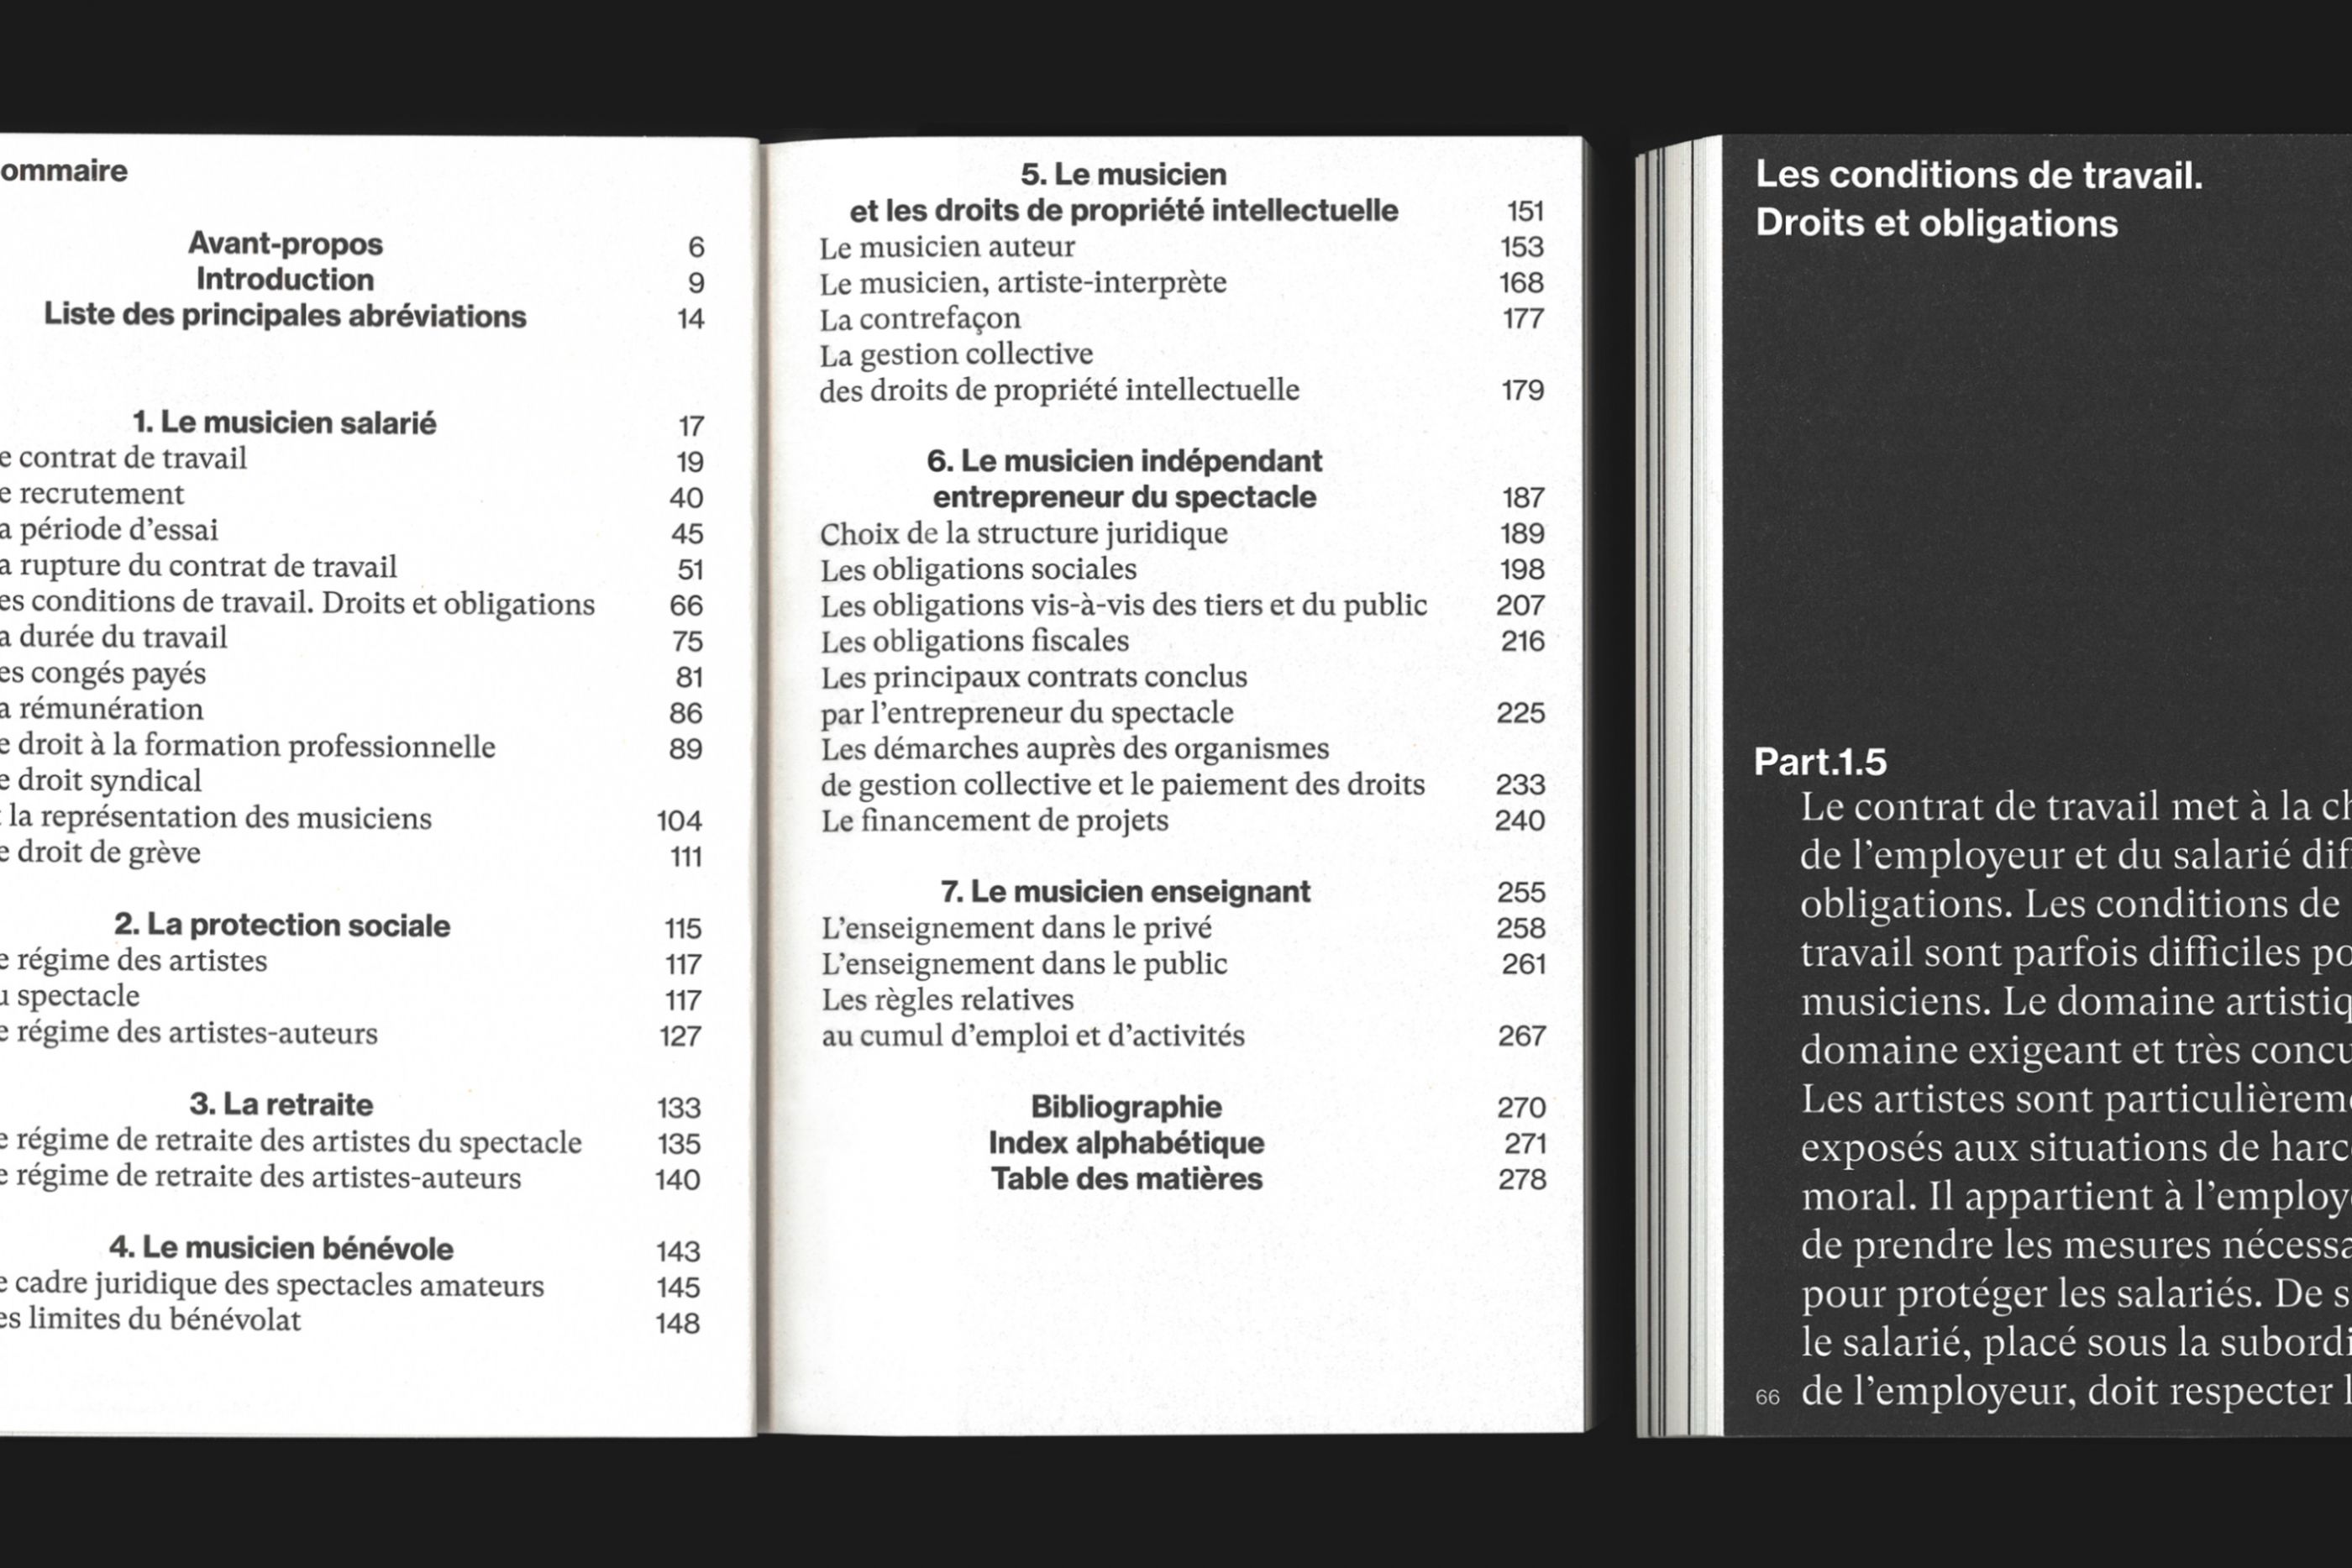 ommaire
Avant-propos 6
Introduction 9
Liste des principales abréviations 14
1. Le musicien salarié 17
e contrat de travail 19
e recrutement 40
a période d’essai 45
a rupture du contrat de travail 51
es conditions de travail. Droits et obligations 66
a durée du travail 75
es congés payés 81
a rémunération 86
e droit à la formation professionnelle 89
e droit syndical
la représentation des musiciens 104
e droit de grève 111
2. La protection sociale 115
e régime des artistes 117
u spectacle 117
e régime des artistes-auteurs 127
3. La retraite 133
e régime de retraite des artistes du spectacle 135
e régime de retraite des artistes-auteurs 140
4. Le musicien bénévole 143
e cadre juridique des spectacles amateurs 145
es limites du bénévolat 148
5. Le musicien
et les droits de propriété intellectuelle 151
Le musicien auteur 153
Le musicien, artiste-interprète 168
La contrefaçon 177
La gestion collective
des droits de propriété intellectuelle 179
6. Le musicien indépendant
entrepreneur du spectacle 187
Choix de la structure juridique 189
Les obligations sociales 198
Les obligations vis-à-vis des tiers et du public 207
Les obligations fiscales 216
Les principaux contrats conclus
par l’entrepreneur du spectacle 225
Les démarches auprès des organismes
de gestion collective et le paiement des droits 233
Le financement de projets 240
7. Le musicien enseignant 255
L’enseignement dans le privé 258
L’enseignement dans le public 261
Les règles relatives
au cumul d’emploi et d’activités 267
Bibliographie 270
Index alphabétique 271
Table des matières 278
Les conditions de travail.
Droits et obligations
Part.1.5
Le contrat de travail met à la ch
de l’employeur et du salarié dif
obligations. Les conditions de
travail sont parfois difficiles po
musiciens. Le domaine artistiq
domaine exigeant et très concu
Les artistes sont particulièrem
exposés aux situations de harc
moral. Il appartient à l’employ
de prendre les mesures nécessa
pour protéger les salariés. De s
le salarié, placé sous la subordi
66 de l’employeur, doit respecter l